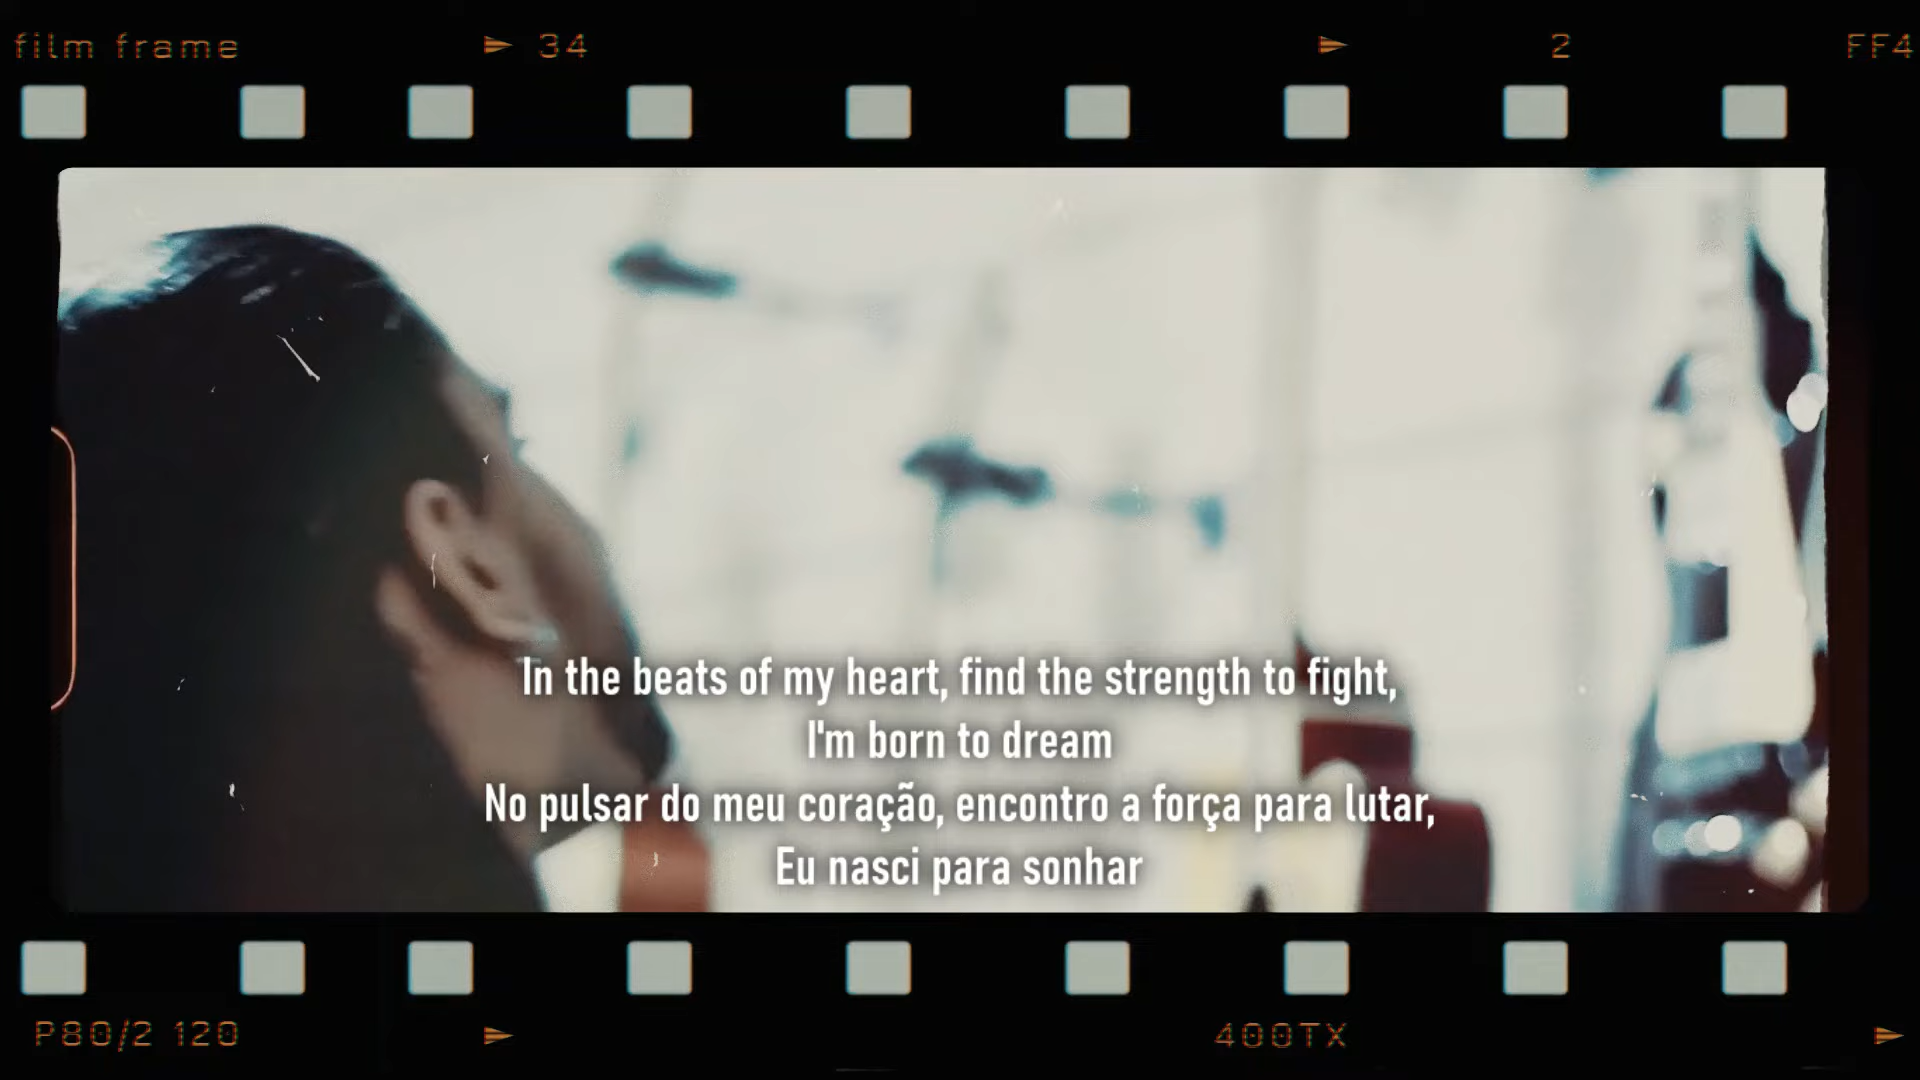 film frame 34 2 FF4
In the beats of my heart, find the strength to fight,
I'm born to dream
No pulsar do meu coração, encontro a força para lutar,
Eu nasci para sonhar
P80/2 120 400TX